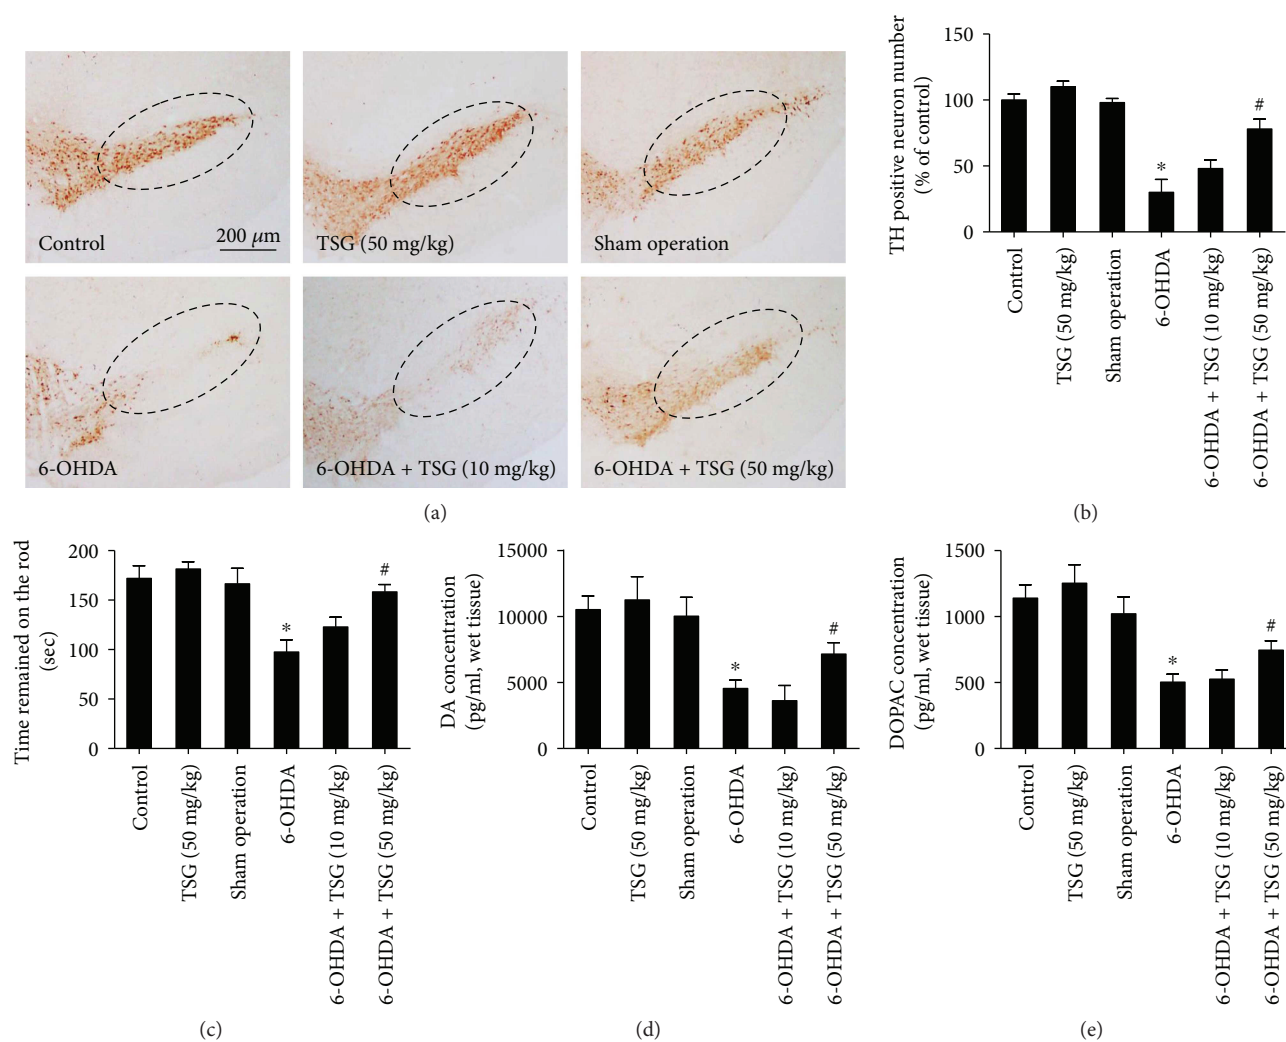 Control
200 μm
TSG (50 mg/kg)
Sham operation
6-OHDA
6-OHDA + TSG (10 mg/kg)
6-OHDA + TSG (50 mg/kg)
(a)
TH positive neuron number
(% of control)
150
100
50
0
*
#
Control
TSG (50 mg/kg)
Sham operation
6-OHDA
6-OHDA + TSG (10 mg/kg)
6-OHDA + TSG (50 mg/kg)
(b)
Time remained on the rod
(sec)
200
150
100
50
0
*
#
Control
TSG (50 mg/kg)
Sham operation
6-OHDA
6-OHDA + TSG (10 mg/kg)
6-OHDA + TSG (50 mg/kg)
(c)
DA concentration
(pg/ml, wet tissue)
15000
10000
5000
0
*
#
Control
TSG (50 mg/kg)
Sham operation
6-OHDA
6-OHDA + TSG (10 mg/kg)
6-OHDA + TSG (50 mg/kg)
(d)
DOPAC concentration
(pg/ml, wet tissue)
1500
1000
500
0
*
#
Control
TSG (50 mg/kg)
Sham operation
6-OHDA
6-OHDA + TSG (10 mg/kg)
6-OHDA + TSG (50 mg/kg)
(e)